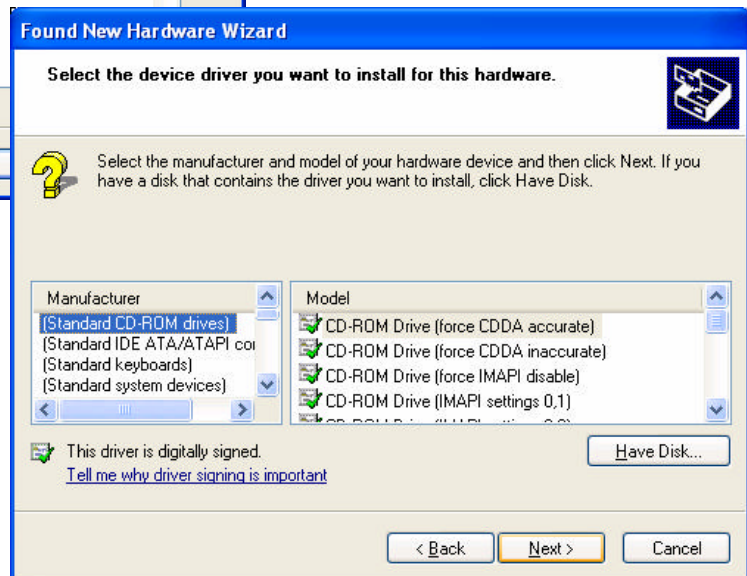 Found New Hardware Wizard
Select the device driver you want to install for this hardware.
Select the manufacturer and model of your hardware device and then click Next. If you
have a disk that contains the driver you want to install, click Have Disk.
Manufacturer
(Standard CD-ROM drives)
(Standard IDE ATA/ATAPI
(Standard keyboards)
(Standard system devices)
Model
CD-ROM Drive (force CDDA accurate)
CD-ROM Drive (force CDDA inaccurate)
CD-ROM Drive (force IMAPI disable)
CD-ROM Drive (IMAPI settings 0,1)
This driver is digitally signed.
Tell me why driver signing is important
Have Disk...
< Back
Next >
Cancel